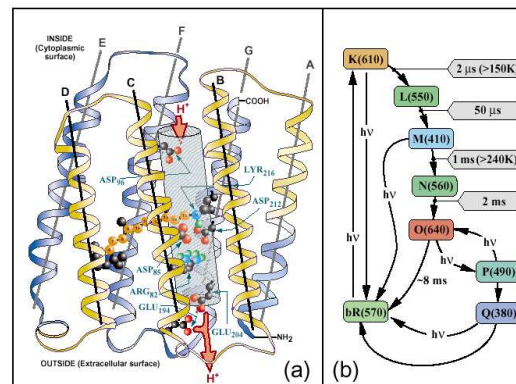 INSIDE
(Cytoplasmic
surface)
E
F
G
A
D
C
B
H+
COOH
ASP96
LYR216
ASP212
ASP85
ARG82
GLU194
GLU204
NH2
OUTSIDE (Extracellular surface)
H+
(a)
K(610)
2 µs (>150K)
L(550)
50 µs
M(410)
1 ms (>240K)
N(560)
2 ms
O(640)
hν
hν
hν
hν
hν
P(490)
~8 ms
bR(570)
hν
Q(380)
(b)